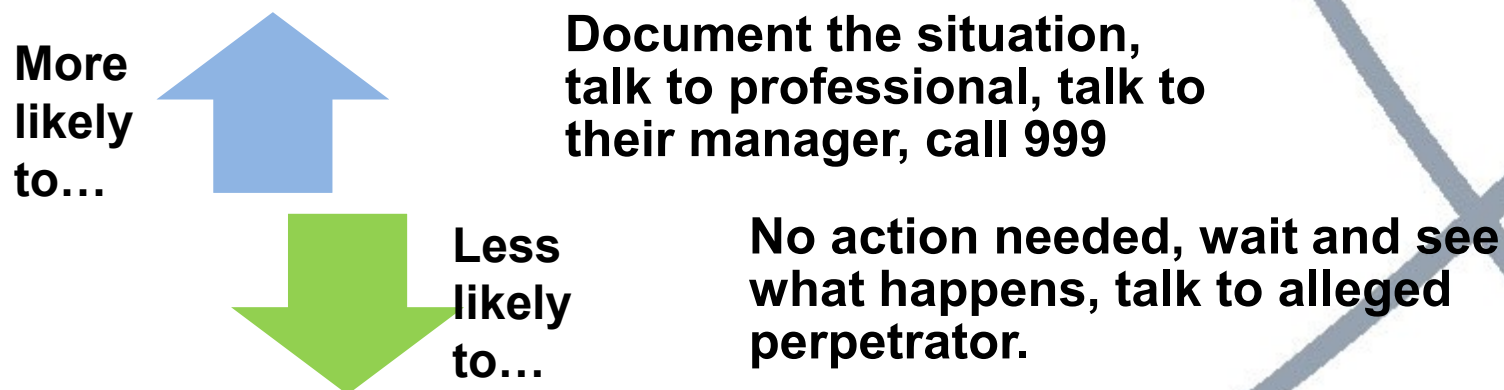 More
likely
to…
Document the situation,
talk to professional, talk to
their manager, call 999
Less
likely
to…
No action needed, wait and see
what happens, talk to alleged
perpetrator.